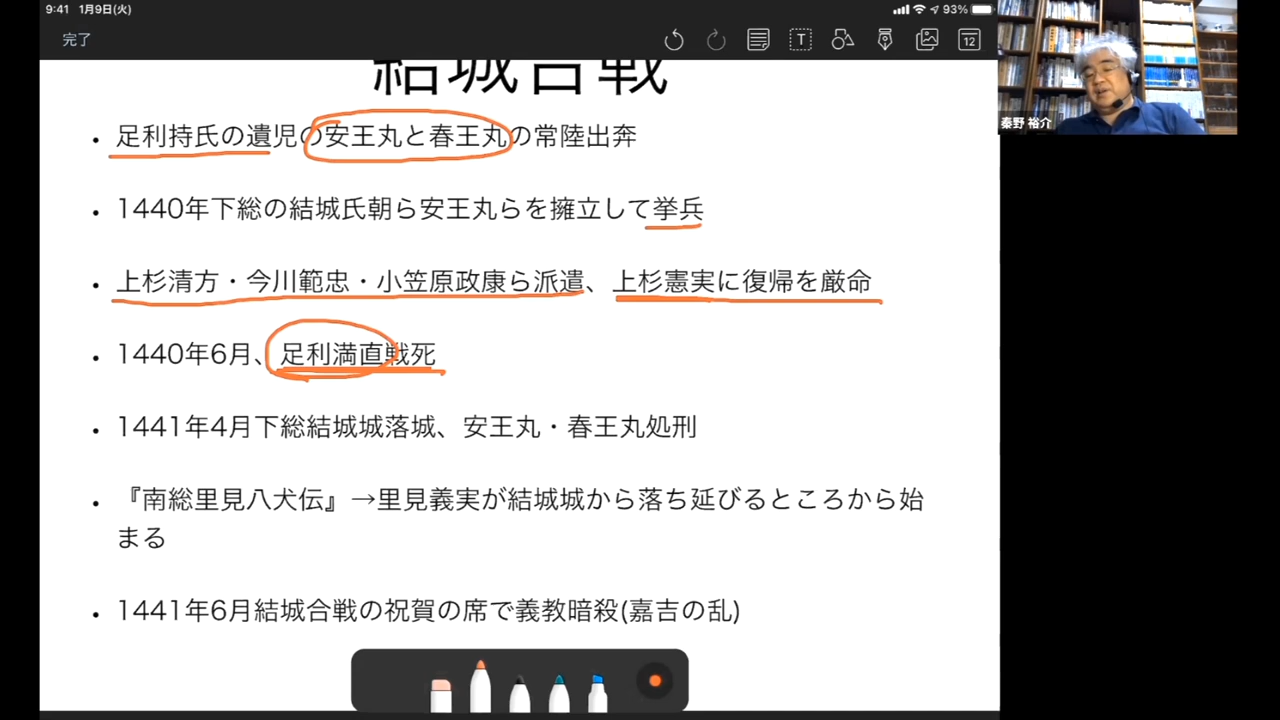 9:41 1月9日(火)
93%
完了
T
12
結城合戦
• 足利持氏の遺児の安王丸と春王丸の常陸出奔
• 1440年下総の結城氏朝ら安王丸らを擁立して挙兵
• 上杉清方・今川範忠・小笠原政康ら派遣、上杉憲実に復帰を厳命
• 1440年6月、足利満直戦死
• 1441年4月下総結城城落城、安王丸・春王丸処刑
• 『南総里見八犬伝』→里見義実が結城城から落ち延びるところから始
まる
• 1441年6月結城合戦の祝賀の席で義教暗殺(嘉吉の乱)
秦野 裕介